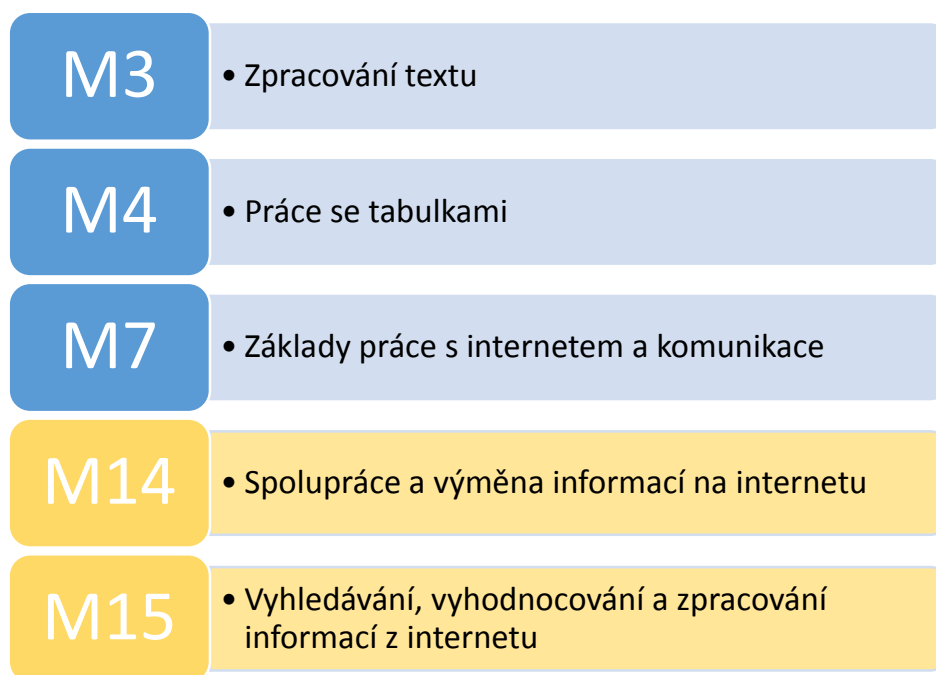 M3
• Zpracování textu
M4
• Práce se tabulkami
M7
• Základy práce s internetem a komunikace
M14
• Spolupráce a výměna informací na internetu
M15
• Vyhledávání, vyhodnocování a zpracování
informací z internetu